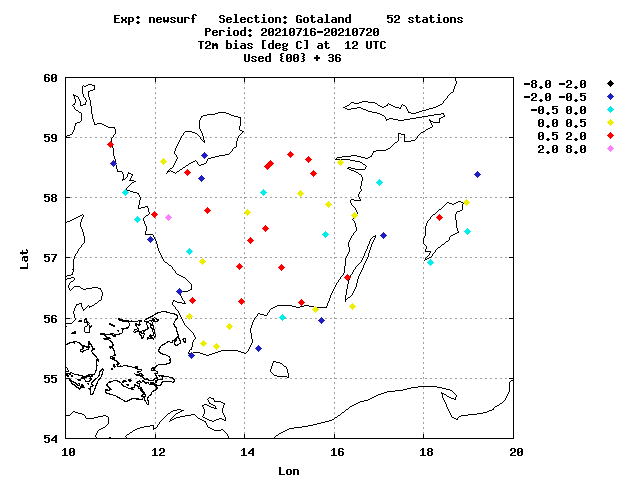 Exp: newsurf Selection: Gotaland 52 stations
Period: 20210716-20210720
T2m bias [deg C] at 12 UTC
Used {00} + 36
60
59
58
57
56
55
54
Lat
10 12 14 16 18 20
Lon
-8.0 -2.0
-2.0 -0.5
-0.5 0.0
0.0 0.5
0.5 2.0
2.0 8.0